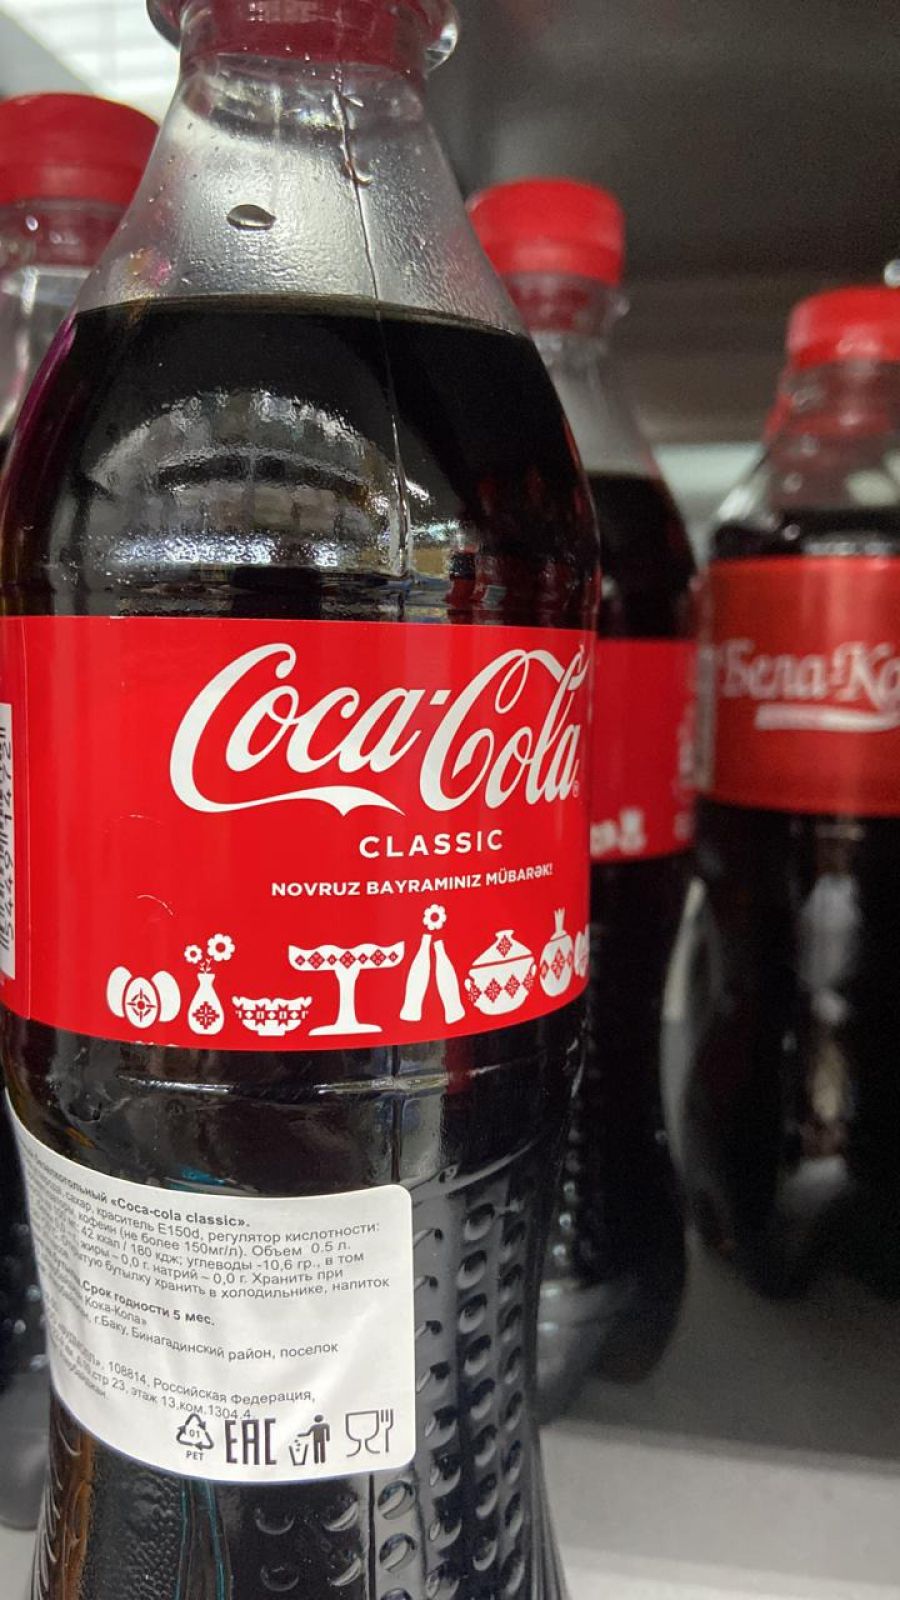 Coca-Cola
CLASSIC
NOVRUZ BAYRAMINIZ MÜBARƏK!
Бела-Ко
«Coca-cola classic».
сахар, краситель Е150d, регулятор кислотности:
кофеин (не более 150мг/л). Объем 0.5 л.
42 ккал / 180 кдж; углеводы -10,6 гр., в том
жиры – 0,0 г. натрий – 0,0 г. Хранить при
бутылку хранить в холодильнике, напиток
Срок годности 5 мес.
Кока-Кола»
г.Баку, Бинагадинский район, поселок
108814, Российская Федерация,
стр 23, этаж 13,ком.1304.4.
01
PET
EAC